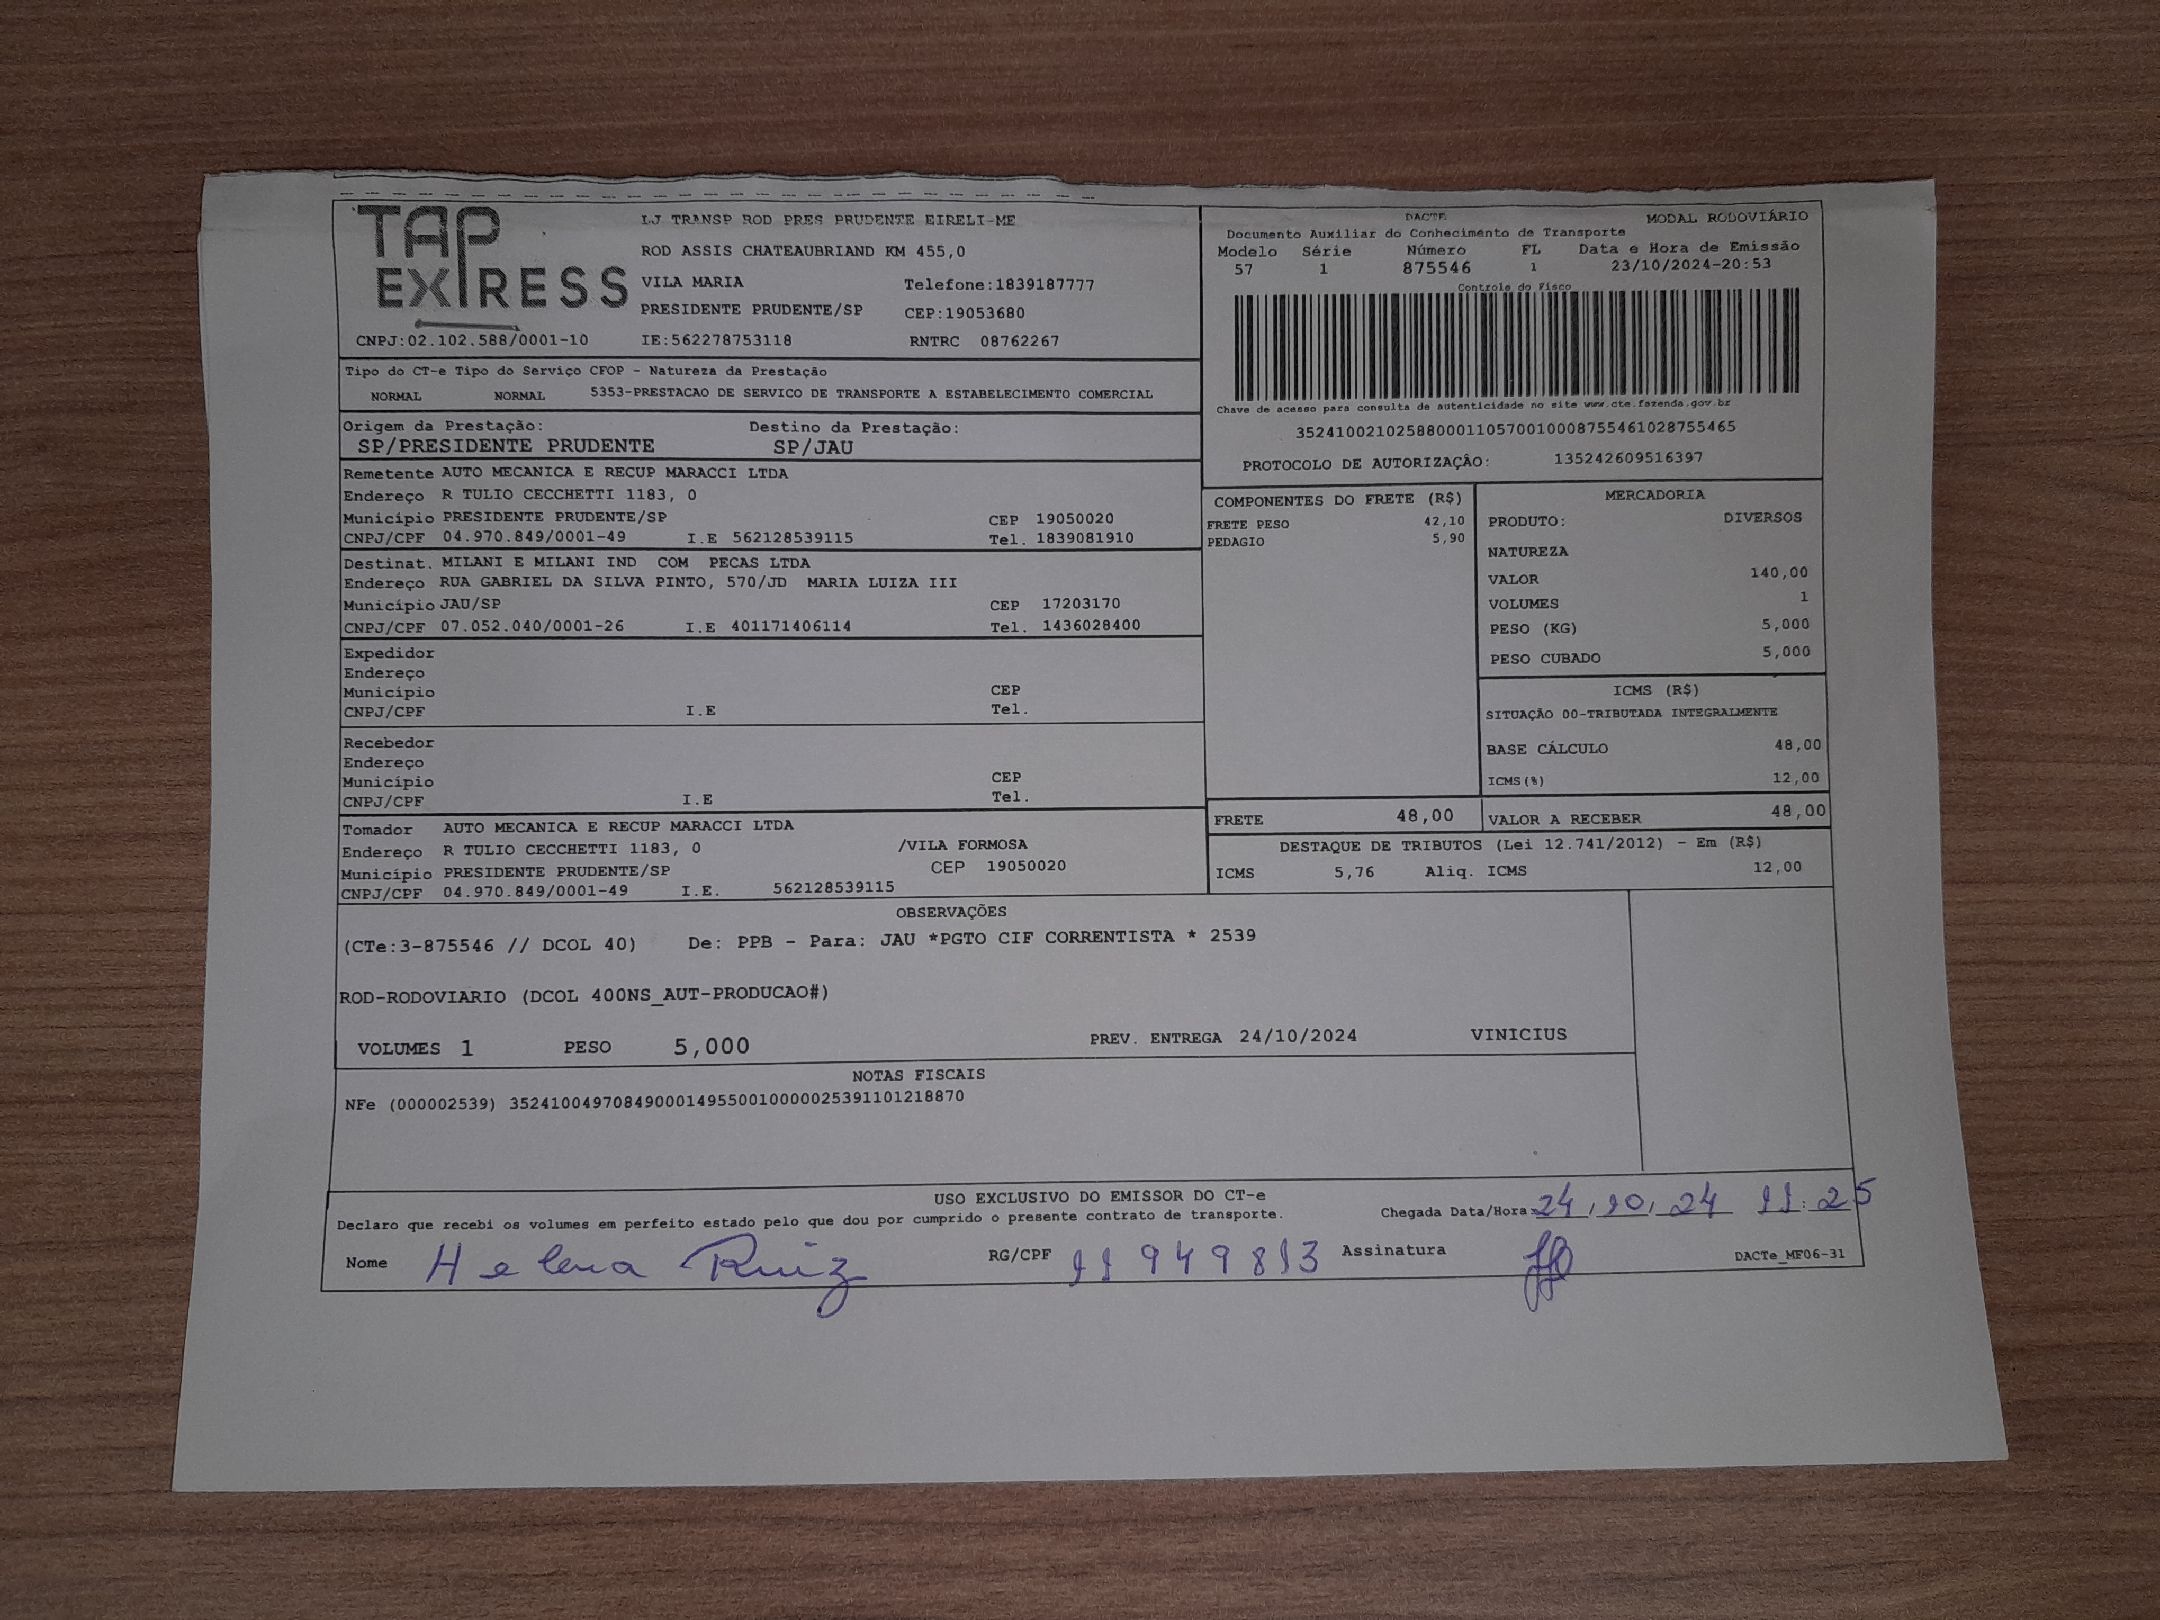 TAP
EXPRESS
CNPJ:02.102.588/0001-10
LJ TRANSP ROD PRES PRUDENTE EIRELI-ME
ROD ASSIS CHATEAUBRIAND KM 455,0
VILA MARIA Telefone:1839187777
PRESIDENTE PRUDENTE/SP CEP:19053680
IE:562278753118 RNTRC 08762267
DACTE MODAL RODOVIÁRIO
Documento Auxiliar do Conhecimento de Transporte
Modelo Série Número FL Data e Hora de Emissão
57 1 875546 1 23/10/2024-20:53
Controle do Fisco
Chave de acesso para consulta de autenticidade no site www.cte.fazenda.gov.br
35241002102588000110570010008755461028755465
PROTOCOLO DE AUTORIZAÇÂO: 135242609516397
Tipo do CT-e Tipo do Serviço CFOP - Natureza da Prestação
NORMAL NORMAL 5353-PRESTACAO DE SERVICO DE TRANSPORTE A ESTABELECIMENTO COMERCIAL
Origem da Prestação: Destino da Prestação:
SP/PRESIDENTE PRUDENTE SP/JAU
Remetente AUTO MECANICA E RECUP MARACCI LTDA
Endereço R TULIO CECCHETTI 1183, 0
Município PRESIDENTE PRUDENTE/SP CEP 19050020
CNPJ/CPF 04.970.849/0001-49 I.E 562128539115 Tel. 1839081910
Destinat. MILANI E MILANI IND COM PECAS LTDA
Endereço RUA GABRIEL DA SILVA PINTO, 570/JD MARIA LUIZA III
Município JAU/SP CEP 17203170
CNPJ/CPF 07.052.040/0001-26 I.E 401171406114 Tel. 1436028400
Expedidor
Endereço
Município CEP
CNPJ/CPF I.E Tel.
Recebedor
Endereço
Município CEP
CNPJ/CPF I.E Tel.
Tomador AUTO MECANICA E RECUP MARACCI LTDA
Endereço R TULIO CECCHETTI 1183, 0 /VILA FORMOSA
Município PRESIDENTE PRUDENTE/SP CEP 19050020
CNPJ/CPF 04.970.849/0001-49 I.E. 562128539115
COMPONENTES DO FRETE (R$)
FRETE PESO 42,10
PEDAGIO 5,90
MERCADORIA
PRODUTO: DIVERSOS
NATUREZA
VALOR 140,00
VOLUMES 1
PESO (KG) 5,000
PESO CUBADO 5,000
ICMS (R$)
SITUAÇÃO 00-TRIBUTADA INTEGRALMENTE
BASE CÁLCULO 48,00
ICMS(%) 12,00
FRETE 48,00 VALOR A RECEBER 48,00
DESTAQUE DE TRIBUTOS (Lei 12.741/2012) - Em (R$)
ICMS 5,76 Aliq. ICMS 12,00
OBSERVAÇÕES
(CTe:3-875546 // DCOL 40) De: PPB - Para: JAU *PGTO CIF CORRENTISTA * 2539
ROD-RODOVIARIO (DCOL 400NS_AUT-PRODUCAO#)
VOLUMES 1 PESO 5,000 PREV. ENTREGA 24/10/2024 VINICIUS
NOTAS FISCAIS
NFe (000002539) 35241004970849000149550010000025391101218870
USO EXCLUSIVO DO EMISSOR DO CT-e
Declaro que recebi os volumes em perfeito estado pelo que dou por cumprido o presente contrato de transporte. Chegada Data/Hora: 24/10/24 11:25
Nome Helena Ruiz RG/CPF 11949813 Assinatura DACTe_MF06-31